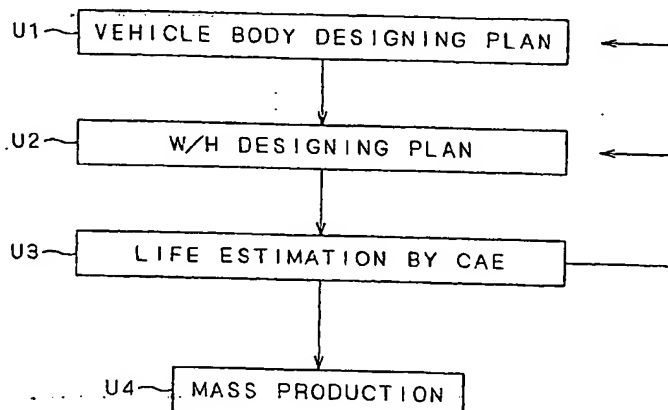 U1 VEHICLE BODY DESIGNING PLAN
U2 W/H DESIGNING PLAN
U3 LIFE ESTIMATION BY CAE
U4 MASS PRODUCTION